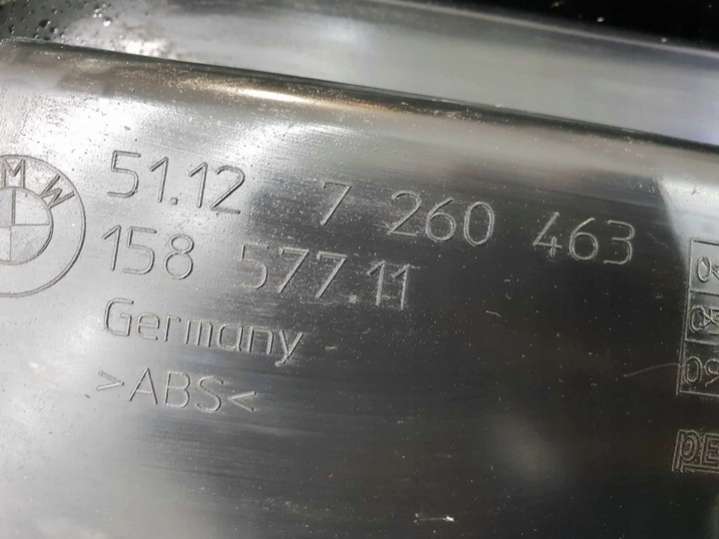 51.12 7 260 463
158 577.11
Germany
>ABS<